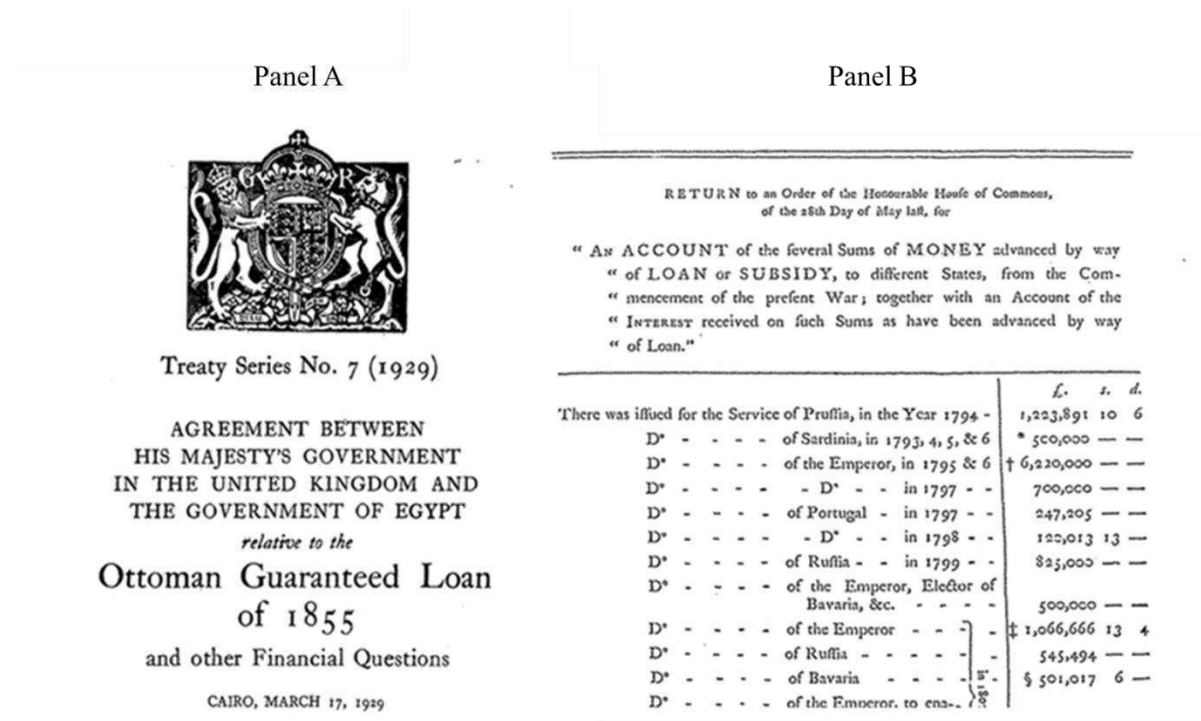 Panel A
G R
Treaty Series No. 7 (1929)
AGREEMENT BETWEEN
HIS MAJESTY'S GOVERNMENT
IN THE UNITED KINGDOM AND
THE GOVERNMENT OF EGYPT
relative to the
Ottoman Guaranteed Loan
of 1855
and other Financial Questions
CAIRO, MARCH 17, 1929
Panel B
RETURN to an Order of the Honourable Houſe of Commons,
of the 28th Day of May laſt, for
“ AN ACCOUNT of the ſeveral Sums of MONEY advanced by way
“ of LOAN or SUBSIDY, to different States, from the Com-
“ mencement of the preſent War; together with an Account of the
“ INTEREST received on ſuch Sums as have been advanced by way
“ of Loan.”
£. s. d.
There was iſſued for the Service of Pruſſia, in the Year 1794 - 1,223,891 10 6
Dº - - - - of Sardinia, in 1793, 4, 5, & 6 * 500,000 — —
Dº - - - - of the Emperor, in 1795 & 6 † 6,220,000 — —
Dº - - - - - Dº - - in 1797 - - 700,000 — —
Dº - - - - of Portugal - in 1797 - - 247,205 — —
Dº - - - - - Dº - - in 1798 - - 120,013 13 —
Dº - - - - of Ruſſia - - in 1799 - - 825,000 — —
Dº - - - - of the Emperor, Elector of
Bavaria, &c. - - - - 500,000 — —
Dº - - - - of the Emperor - - - - ‡ 1,066,666 13 4
Dº - - - - of Ruſſia - - - - 545,494 — —
Dº - - - - of Bavaria - - - - § 501,017 6 —
Dº - - - - of the Emperor, to ena-